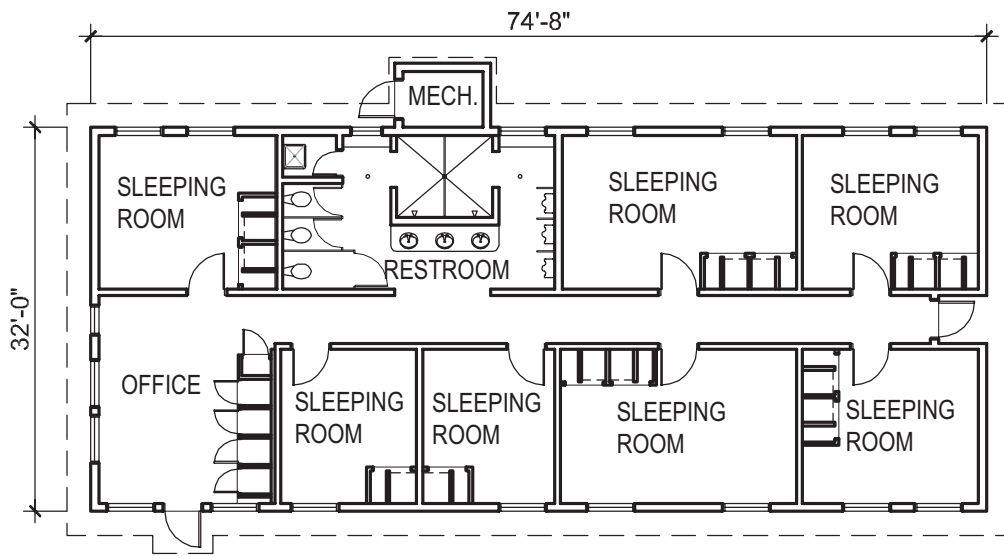 74'-8"
MECH.
SLEEPING
ROOM
SLEEPING
ROOM
SLEEPING
ROOM
RESTROOM
32'-0"
OFFICE
SLEEPING
ROOM
SLEEPING
ROOM
SLEEPING
ROOM
SLEEPING
ROOM